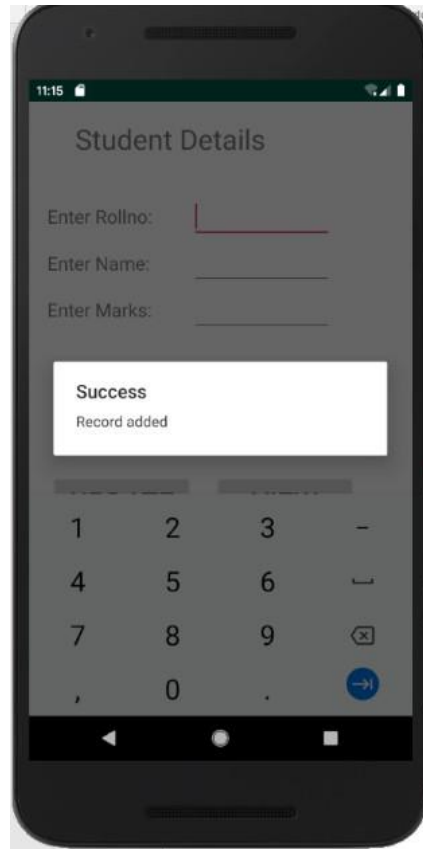 11:15
Student Details
Enter Rollno:
Enter Name:
Enter Marks:
Success
Record added
1 2 3 -
4 5 6
7 8 9
, 0 .